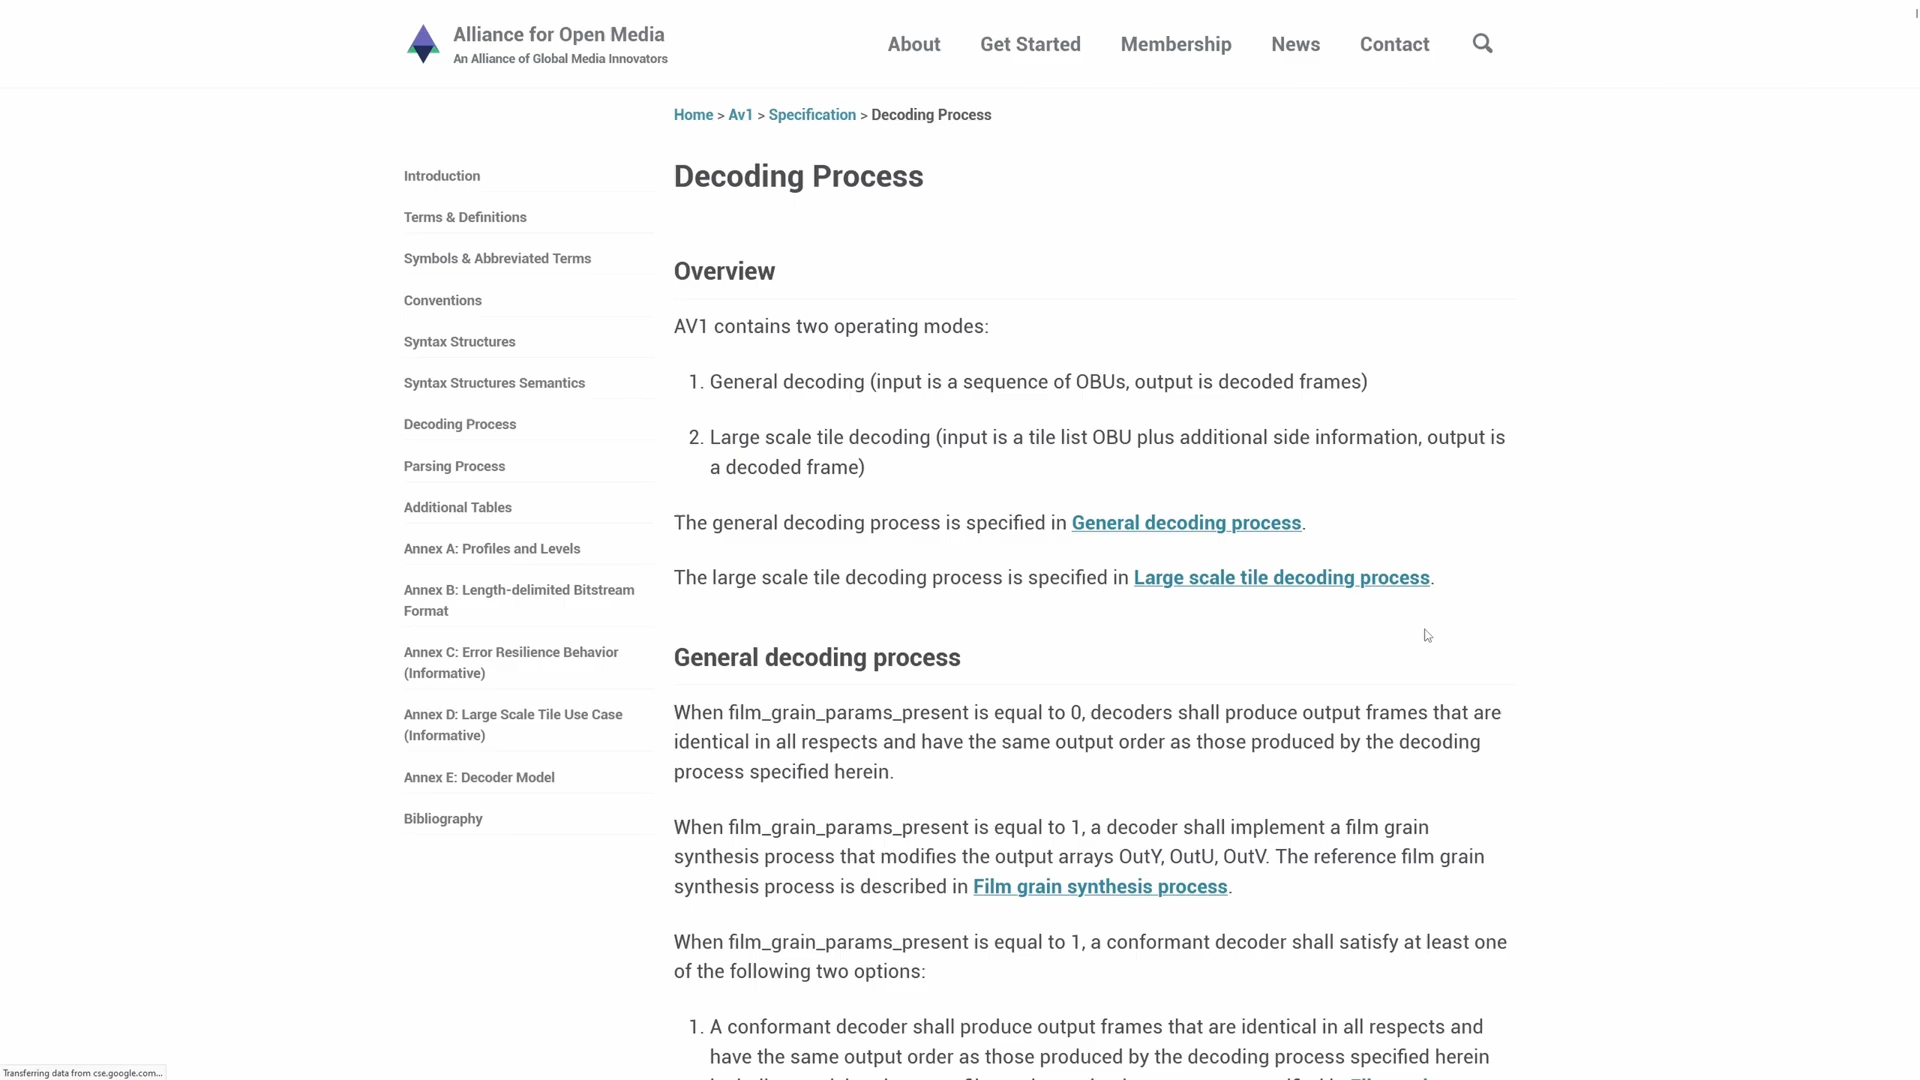 Alliance for Open Media
An Alliance of Global Media Innovators
About
Get Started
Membership
News
Contact
Home > Av1 > Specification > Decoding Process
Introduction
Terms & Definitions
Symbols & Abbreviated Terms
Conventions
Syntax Structures
Syntax Structures Semantics
Decoding Process
Parsing Process
Additional Tables
Annex A: Profiles and Levels
Annex B: Length-delimited Bitstream
Format
Annex C: Error Resilience Behavior
(Informative)
Annex D: Large Scale Tile Use Case
(Informative)
Annex E: Decoder Model
Bibliography
Decoding Process
Overview
AV1 contains two operating modes:
1. General decoding (input is a sequence of OBUs, output is decoded frames)
2. Large scale tile decoding (input is a tile list OBU plus additional side information, output is
a decoded frame)
The general decoding process is specified in General decoding process.
The large scale tile decoding process is specified in Large scale tile decoding process.
General decoding process
When film_grain_params_present is equal to 0, decoders shall produce output frames that are
identical in all respects and have the same output order as those produced by the decoding
process specified herein.
When film_grain_params_present is equal to 1, a decoder shall implement a film grain
synthesis process that modifies the output arrays OutY, OutU, OutV. The reference film grain
synthesis process is described in Film grain synthesis process.
When film_grain_params_present is equal to 1, a conformant decoder shall satisfy at least one
of the following two options:
1. A conformant decoder shall produce output frames that are identical in all respects and
have the same output order as those produced by the decoding process specified herein
Transferring data from cse.google.com...